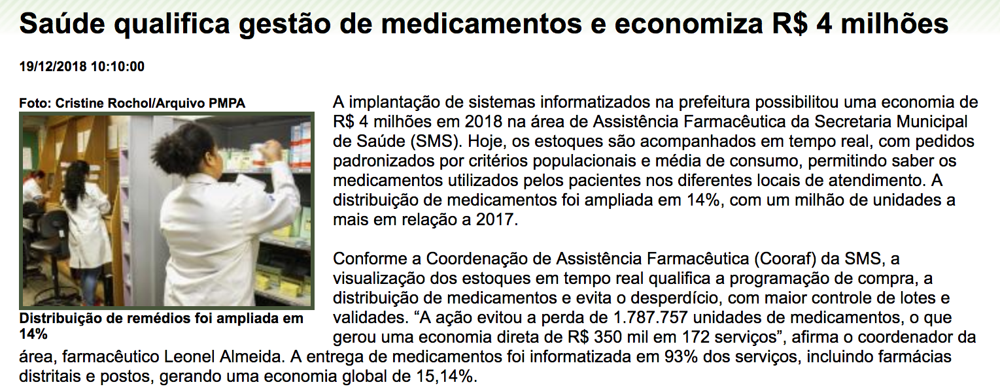 Saúde qualifica gestão de medicamentos e economiza R$ 4 milhões
19/12/2018 10:10:00
Foto: Cristine Rochol/Arquivo PMPA
Distribuição de remédios foi ampliada em
14%
A implantação de sistemas informatizados na prefeitura possibilitou uma economia de
R$ 4 milhões em 2018 na área de Assistência Farmacêutica da Secretaria Municipal
de Saúde (SMS). Hoje, os estoques são acompanhados em tempo real, com pedidos
padronizados por critérios populacionais e média de consumo, permitindo saber os
medicamentos utilizados pelos pacientes nos diferentes locais de atendimento. A
distribuição de medicamentos foi ampliada em 14%, com um milhão de unidades a
mais em relação a 2017.
Conforme a Coordenação de Assistência Farmacêutica (Cooraf) da SMS, a
visualização dos estoques em tempo real qualifica a programação de compra, a
distribuição de medicamentos e evita o desperdício, com maior controle de lotes e
validades. “A ação evitou a perda de 1.787.757 unidades de medicamentos, o que
gerou uma economia direta de R$ 350 mil em 172 serviços”, afirma o coordenador da
área, farmacêutico Leonel Almeida. A entrega de medicamentos foi informatizada em 93% dos serviços, incluindo farmácias
distritais e postos, gerando uma economia global de 15,14%.